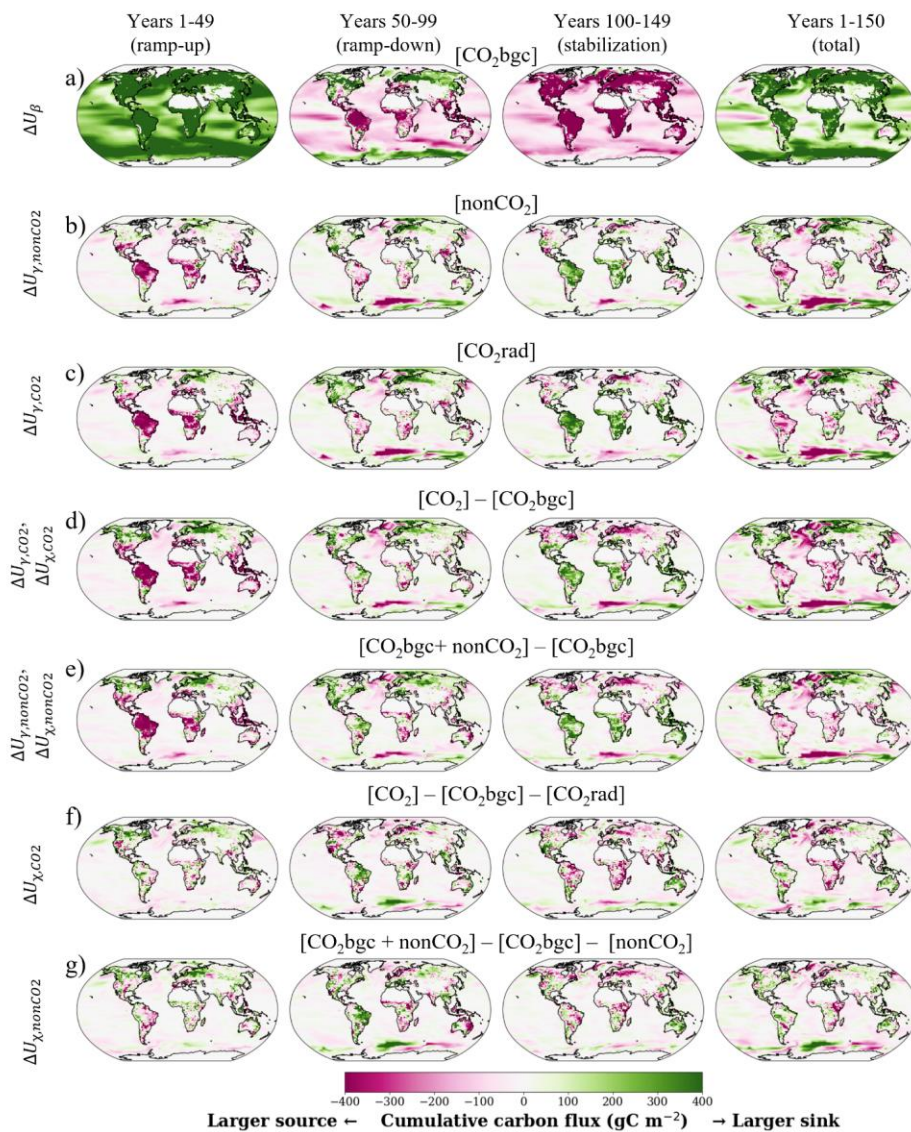 Years 1-49 Years 50-99 Years 100-149 Years 1-150
(ramp-up) (ramp-down) (stabilization) (total)
[CO₂bgc]
a)
ΔU_β
[nonCO₂]
b)
ΔU_γ,nonCO2
[CO₂rad]
c)
ΔU_γ,CO2
[CO₂] – [CO₂bgc]
d)
ΔU_γ,CO2,
ΔU_χ,CO2
[CO₂bgc+ nonCO₂] – [CO₂bgc]
e)
ΔU_γ,nonCO2,
ΔU_χ,nonCO2
[CO₂] – [CO₂bgc] – [CO₂rad]
f)
ΔU_χ,CO2
[CO₂bgc + nonCO₂] – [CO₂bgc] – [nonCO₂]
g)
ΔU_χ,nonCO2
−400 −300 −200 −100 0 100 200 300 400
Larger source ← Cumulative carbon flux (gC m⁻²) → Larger sink